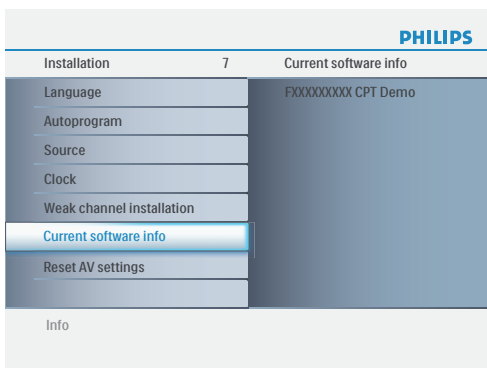 PHILIPS
Installation 7 Current software info
Language FXXXXXXXXX CPT Demo
Autoprogram
Source
Clock
Weak channel installation
Current software info
Reset AV settings
Info